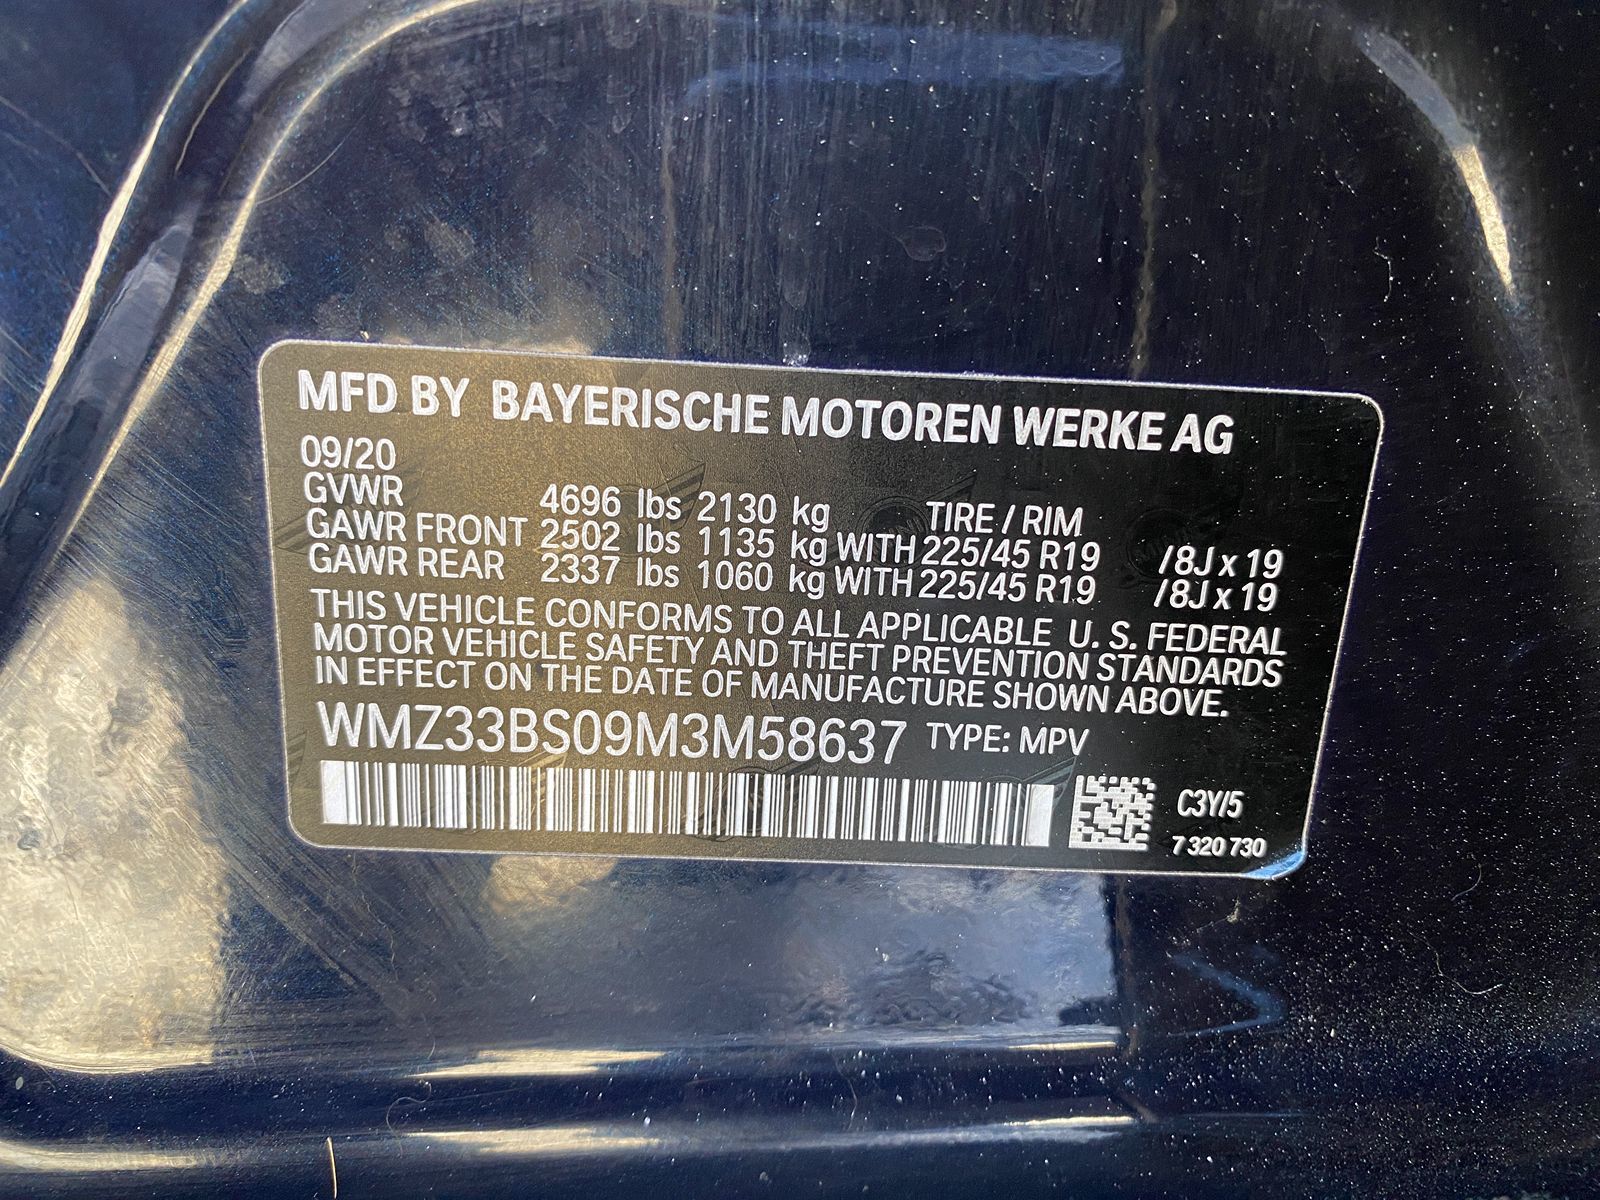 MFD BY BAYERISCHE MOTOREN WERKE AG
09/20
GVWR 4696 lbs 2130 kg TIRE / RIM
GAWR FRONT 2502 lbs 1135 kg WITH 225/45 R19 /8J x 19
GAWR REAR 2337 lbs 1060 kg WITH 225/45 R19 /8J x 19
THIS VEHICLE CONFORMS TO ALL APPLICABLE U. S. FEDERAL
MOTOR VEHICLE SAFETY AND THEFT PREVENTION STANDARDS
IN EFFECT ON THE DATE OF MANUFACTURE SHOWN ABOVE.
WMZ33BS09M3M58637 TYPE: MPV
C3Y/5
7 320 730